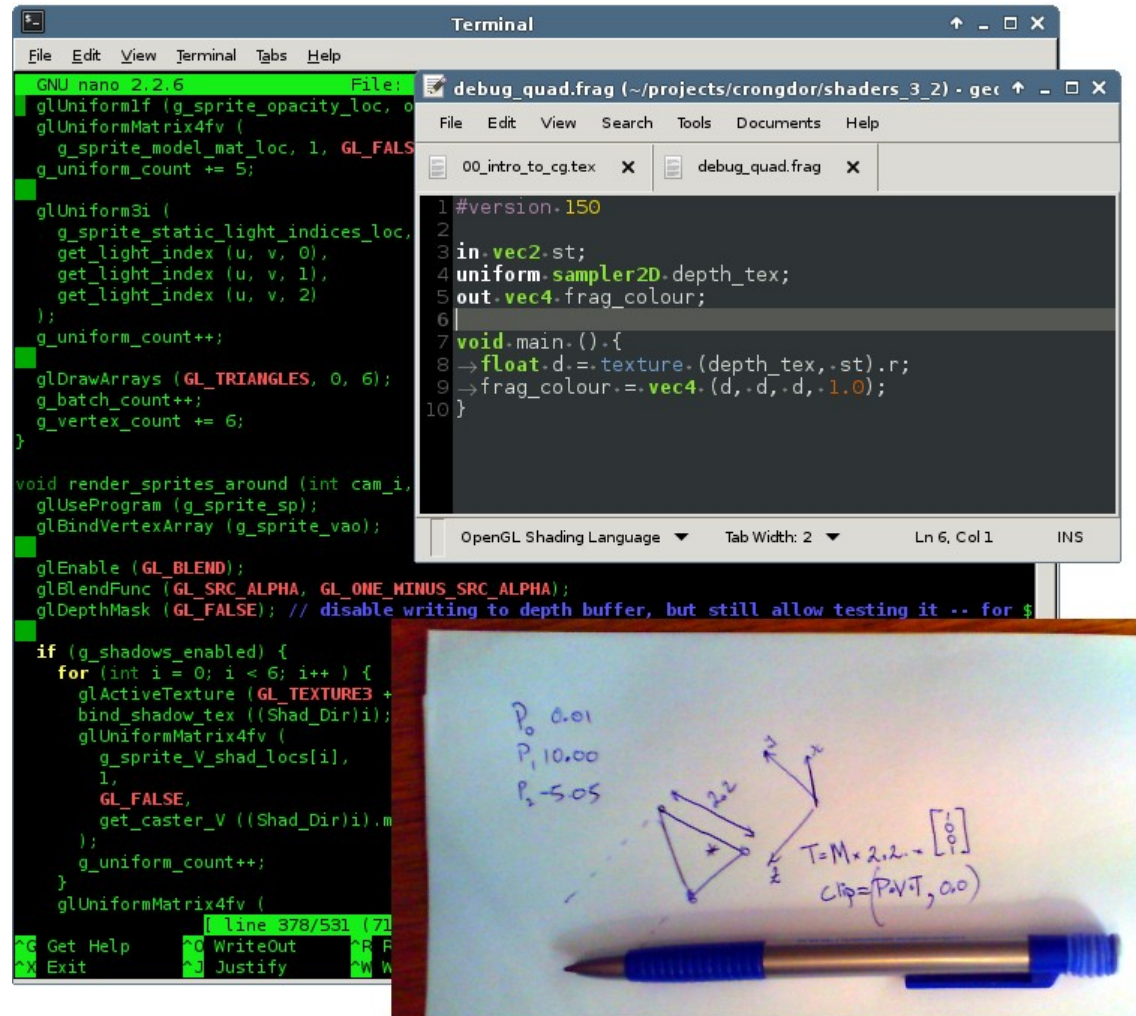 Terminal
File Edit View Terminal Tabs Help
GNU nano 2.2.6 File:
glUniform1f (g_sprite_opacity_loc, o
glUniformMatrix4fv (
g_sprite_model_mat_loc, 1, GL_FALS
g_uniform_count += 5;
glUniform3i (
g_sprite_static_light_indices_loc,
get_light_index (u, v, 0),
get_light_index (u, v, 1),
get_light_index (u, v, 2)
);
g_uniform_count++;
glDrawArrays (GL_TRIANGLES, 0, 6);
g_batch_count++;
g_vertex_count += 6;
}
void render_sprites_around (int cam_i,
glUseProgram (g_sprite_sp);
glBindVertexArray (g_sprite_vao);
glEnable (GL_BLEND);
glBlendFunc (GL_SRC_ALPHA, GL_ONE_MINUS_SRC_ALPHA);
glDepthMask (GL_FALSE); // disable writing to depth buffer, but still allow testing it -- for $
if (g_shadows_enabled) {
for (int i = 0; i < 6; i++ ) {
glActiveTexture (GL_TEXTURE3 +
bind_shadow_tex ((Shad_Dir)i);
glUniformMatrix4fv (
g_sprite_V_shad_locs[i],
1,
GL_FALSE,
get_caster_V ((Shad_Dir)i).m
);
g_uniform_count++;
}
glUniformMatrix4fv (
[ line 378/531 (71
^G Get Help ^O WriteOut ^R R
^X Exit ^J Justify ^W W
debug_quad.frag (~/projects/crongdor/shaders_3_2) - gec
File Edit View Search Tools Documents Help
00_intro_to_cg.tex debug_quad.frag
1 #version 150
2
3 in vec2 st;
4 uniform sampler2D depth_tex;
5 out vec4 frag_colour;
6
7 void main () {
8 float d = texture (depth_tex, st).r;
9 frag_colour = vec4 (d, d, d, 1.0);
10 }
OpenGL Shading Language Tab Width: 2 Ln 6, Col 1 INS
P₀ 0.01
P₁ 10.00
P₂ -5.05
2.2
z
T=M×2.2
clip=(P.V.T, 0.0)